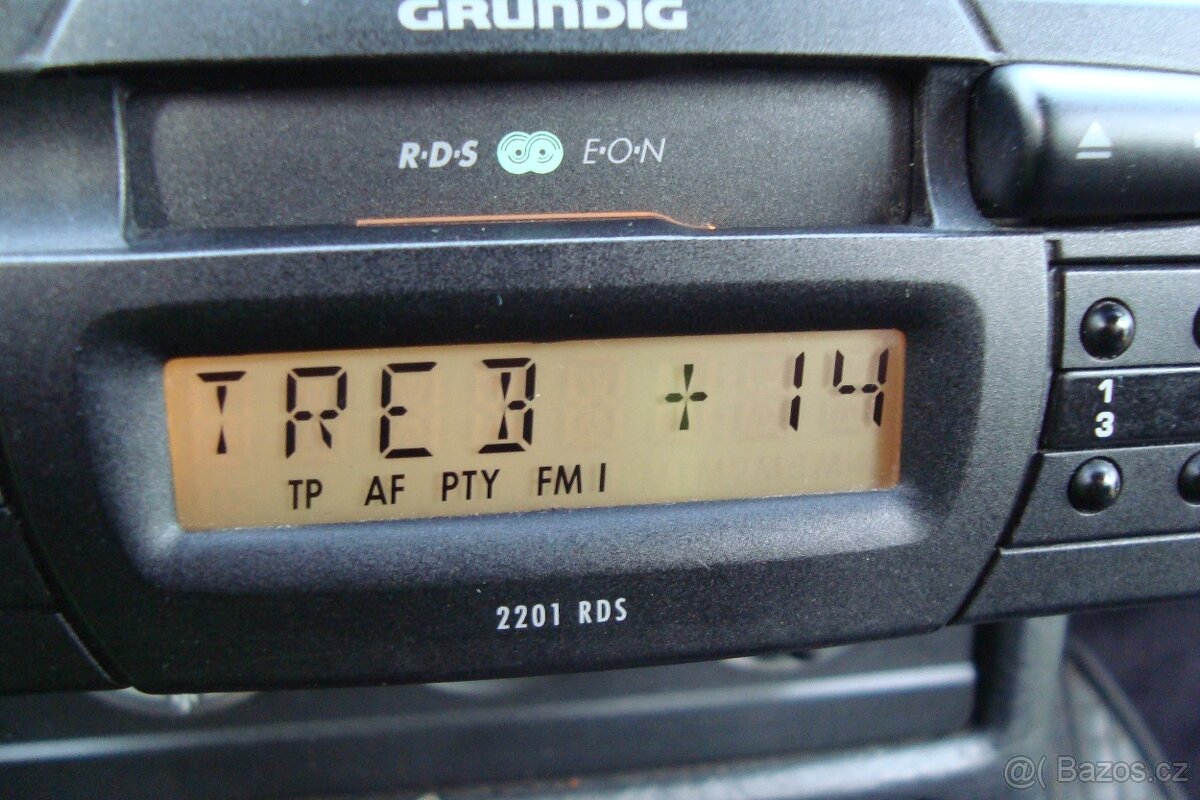 GRUNDIG
R·D·S E·O·N
TREB + 14
TP AF PTY FM I
1
3
2201 RDS
@( Bazos.cz